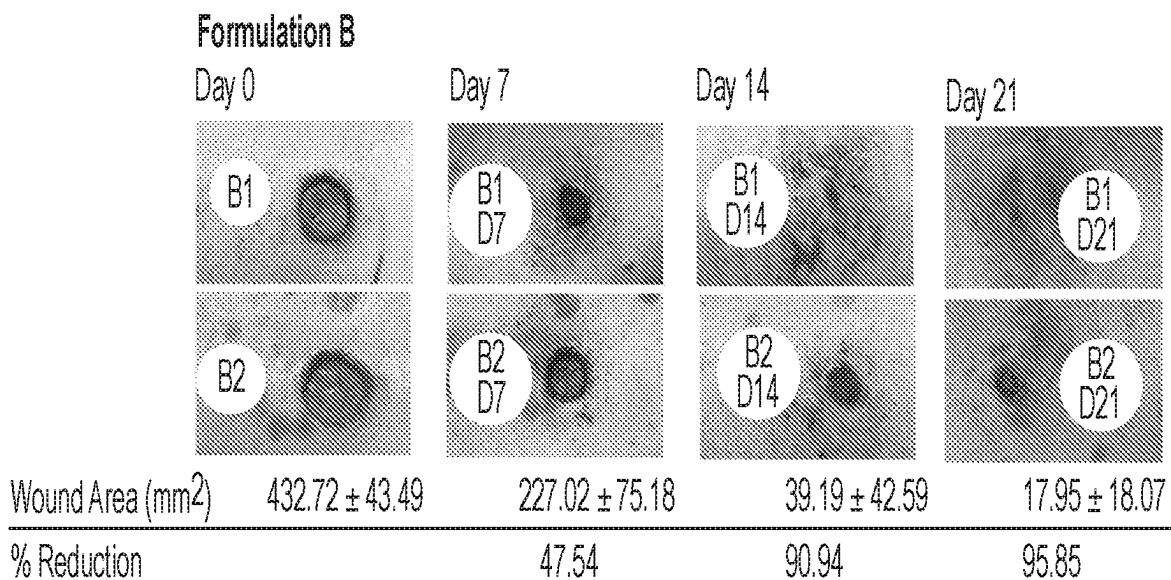 Formulation B
Day 0 Day 7 Day 14 Day 21
B1 B1 D7 B1 D14 B1 D21
B2 B2 D7 B2 D14 B2 D21
Wound Area (mm2) 432.72 ± 43.49 227.02 ± 75.18 39.19 ± 42.59 17.95 ± 18.07
% Reduction 47.54 90.94 95.85